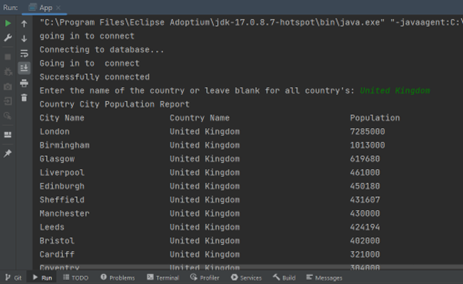 Run: App ×
"C:\Program Files\Eclipse Adoptium\jdk-17.0.8.7-hotspot\bin\java.exe" "-javaagent:C:\
going in to connect
Connecting to database...
Going in to  connect
Successfully connected
Enter the name of the country or leave blank for all country's: United Kingdom
Country City Population Report
City Name Country Name Population
London United Kingdom 7285000
Birmingham United Kingdom 1013000
Glasgow United Kingdom 619680
Liverpool United Kingdom 461000
Edinburgh United Kingdom 450180
Sheffield United Kingdom 431607
Manchester United Kingdom 430000
Leeds United Kingdom 424194
Bristol United Kingdom 402000
Cardiff United Kingdom 321000
Coventry United Kingdom 304000
Git Run TODO Problems Terminal Profiler Services Build Messages